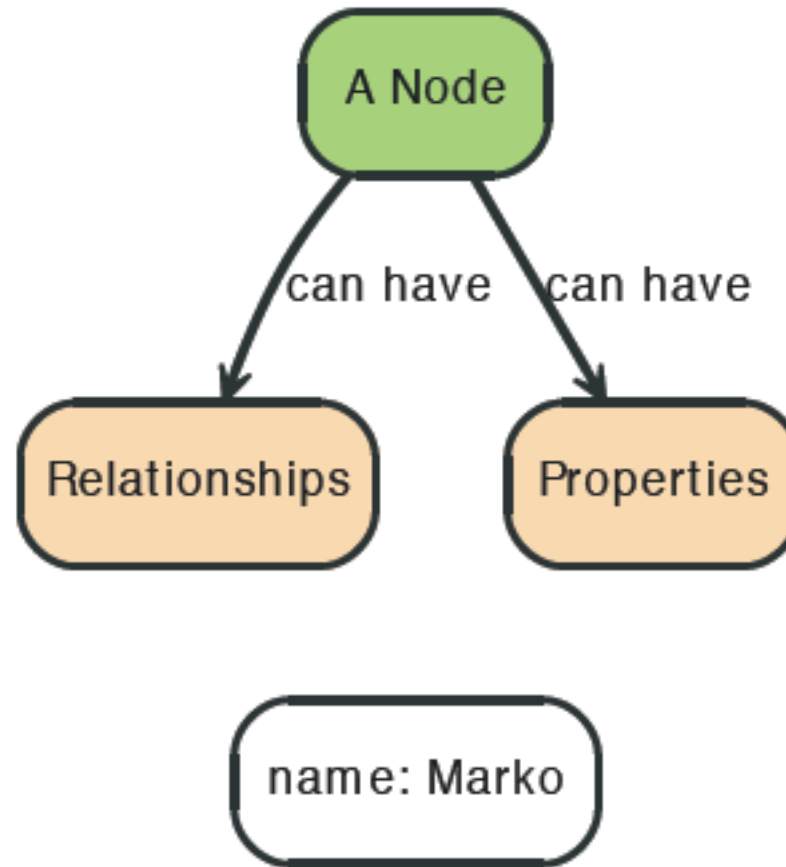 A Node
can have
can have
Relationships
Properties
name: Marko